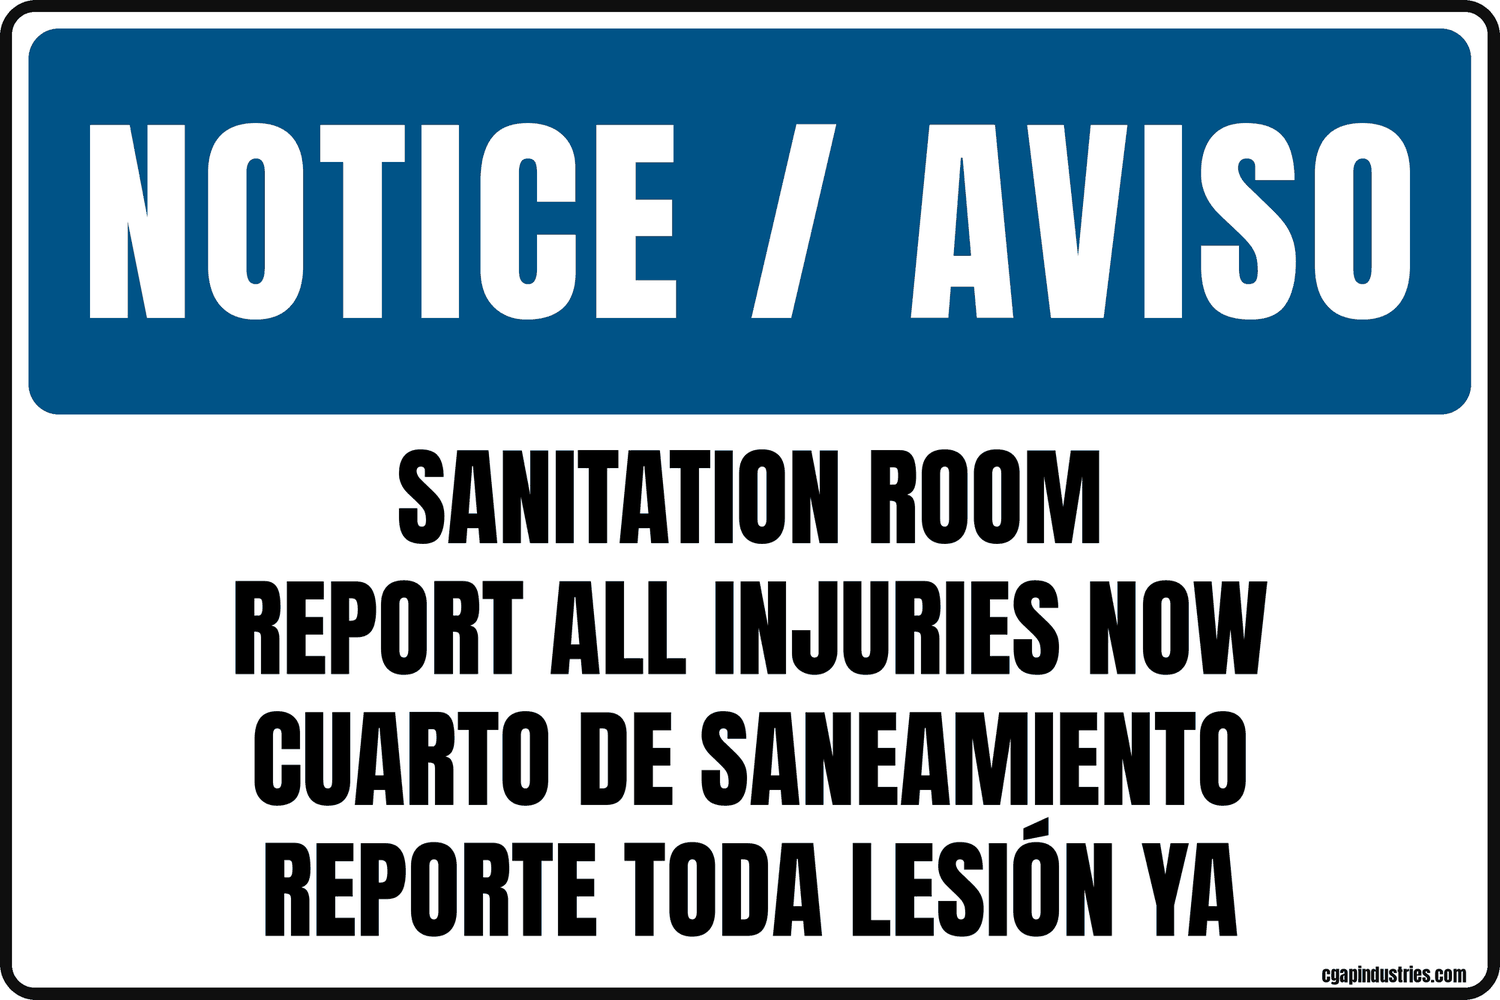 NOTICE / AVISO
SANITATION ROOM
REPORT ALL INJURIES NOW
CUARTO DE SANEAMIENTO
REPORTE TODA LESIÓN YA
cgapindustries.com